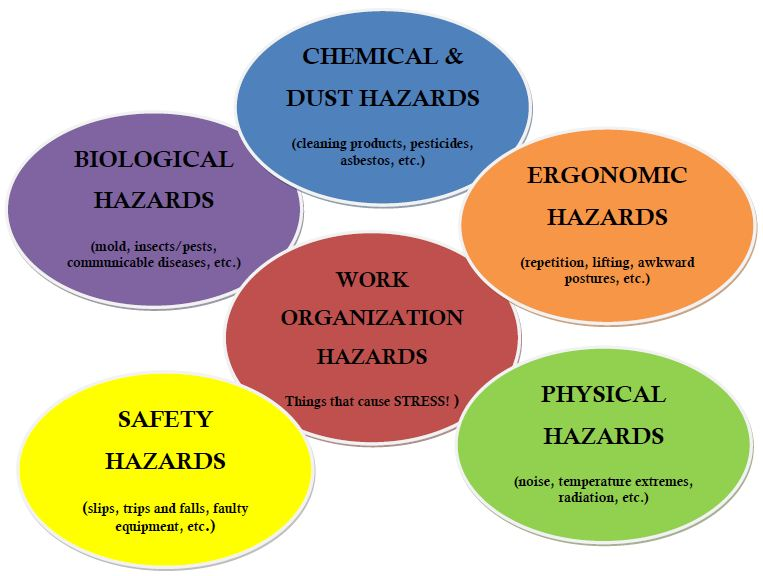 CHEMICAL &
DUST HAZARDS
(cleaning products, pesticides,
asbestos, etc.)
BIOLOGICAL
HAZARDS
(mold, insects/pests,
communicable diseases, etc.)
ERGONOMIC
HAZARDS
(repetition, lifting, awkward
postures, etc.)
WORK
ORGANIZATION
HAZARDS
Things that cause STRESS! )
SAFETY
HAZARDS
(slips, trips and falls, faulty
equipment, etc.)
PHYSICAL
HAZARDS
(noise, temperature extremes,
radiation, etc.)